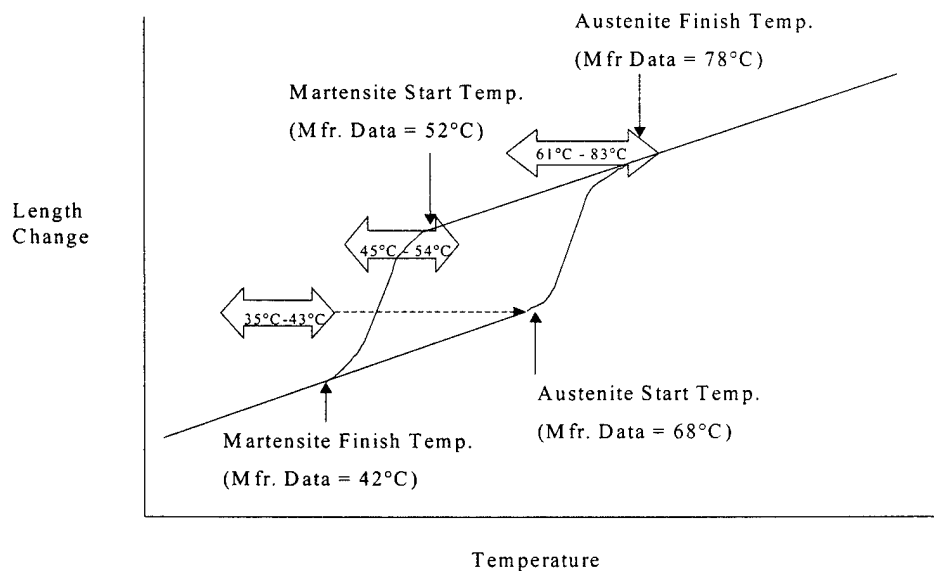 Austenite Finish Temp.
(Mfr Data = 78°C)
Martensite Start Temp.
(Mfr. Data = 52°C)
61°C - 83°C
Length
Change
45°C - 54°C
35°C-43°C
Austenite Start Temp.
(Mfr. Data = 68°C)
Martensite Finish Temp.
(Mfr. Data = 42°C)
Temperature